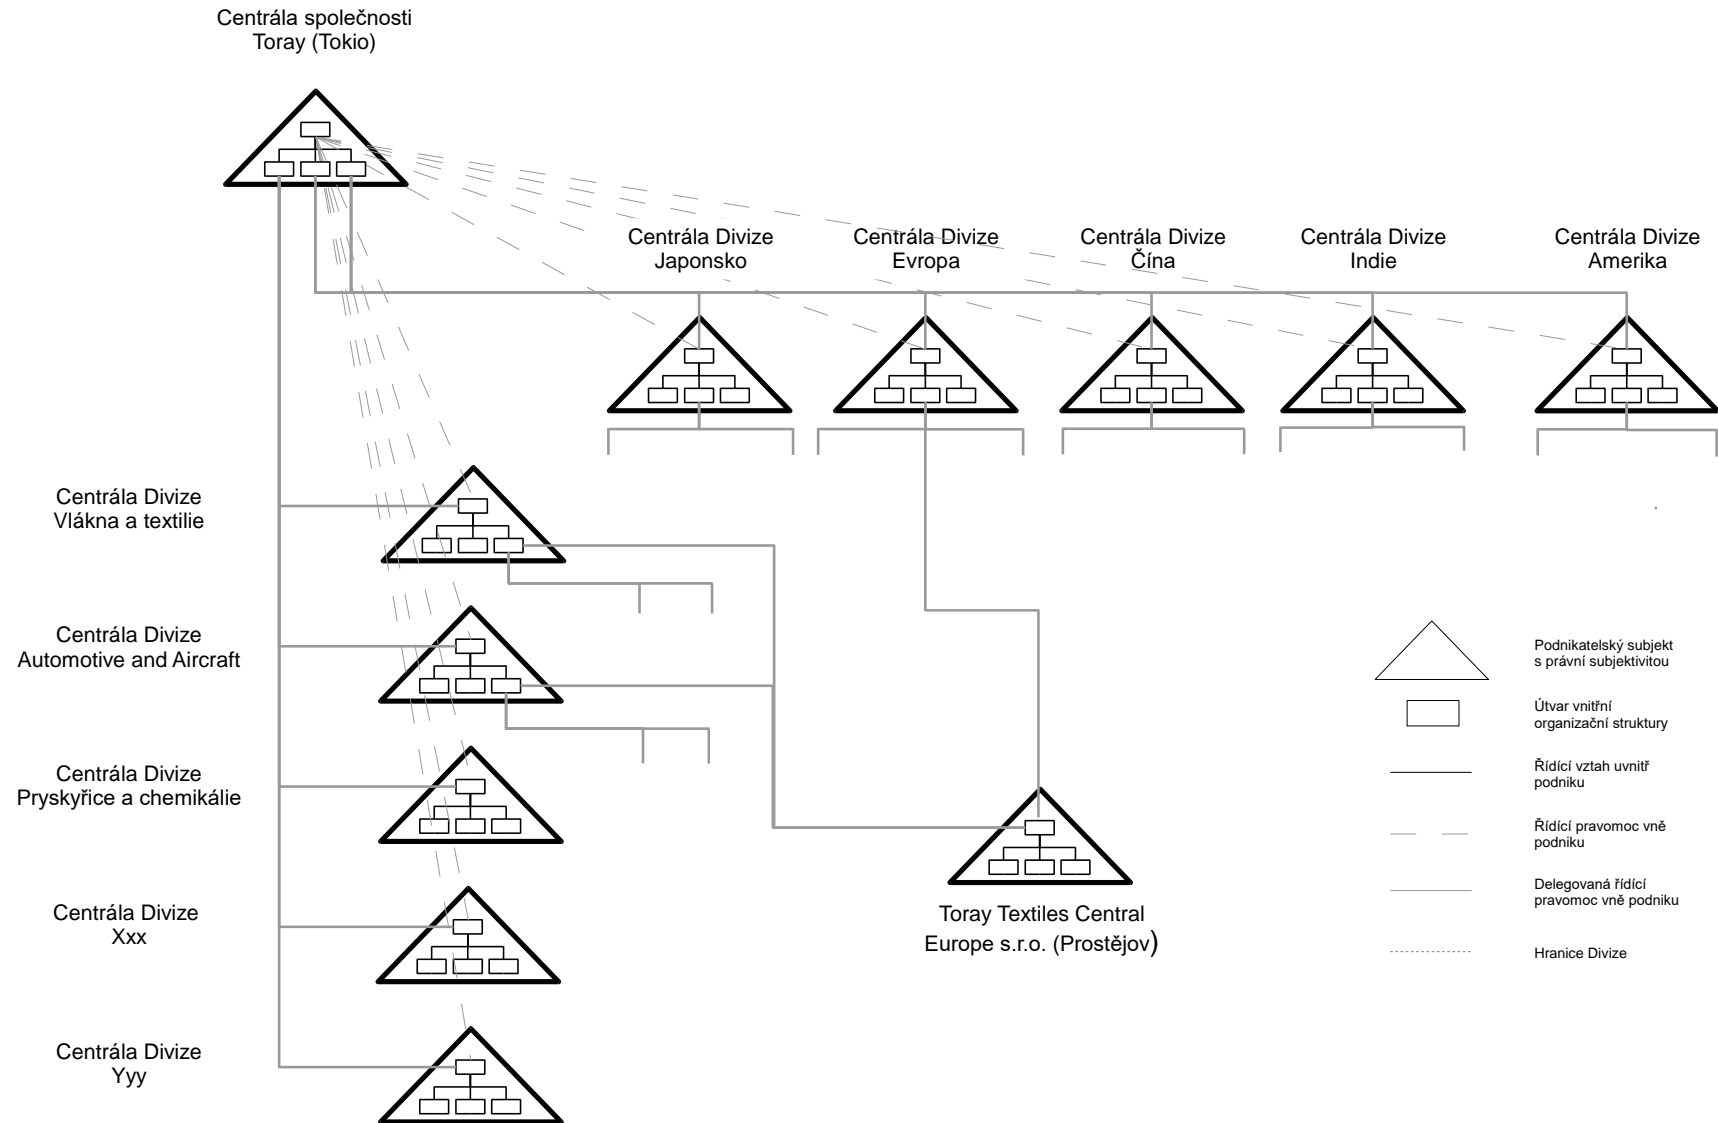 Centrála společnosti
Toray (Tokio)
Centrála Divize
Japonsko
Centrála Divize
Evropa
Centrála Divize
Čína
Centrála Divize
Indie
Centrála Divize
Amerika
Centrála Divize
Vlákna a textilie
Centrála Divize
Automotive and Aircraft
Centrála Divize
Pryskyřice a chemikálie
Centrála Divize
Xxx
Centrála Divize
Yyy
Toray Textiles Central
Europe s.r.o. (Prostějov)
Podnikatelský subjekt
s právní subjektivitou
Útvar vnitřní
organizační struktury
Řídící vztah uvnitř
podniku
Řídící pravomoc vně
podniku
Delegovaná řídící
pravomoc vně podniku
Hranice Divize